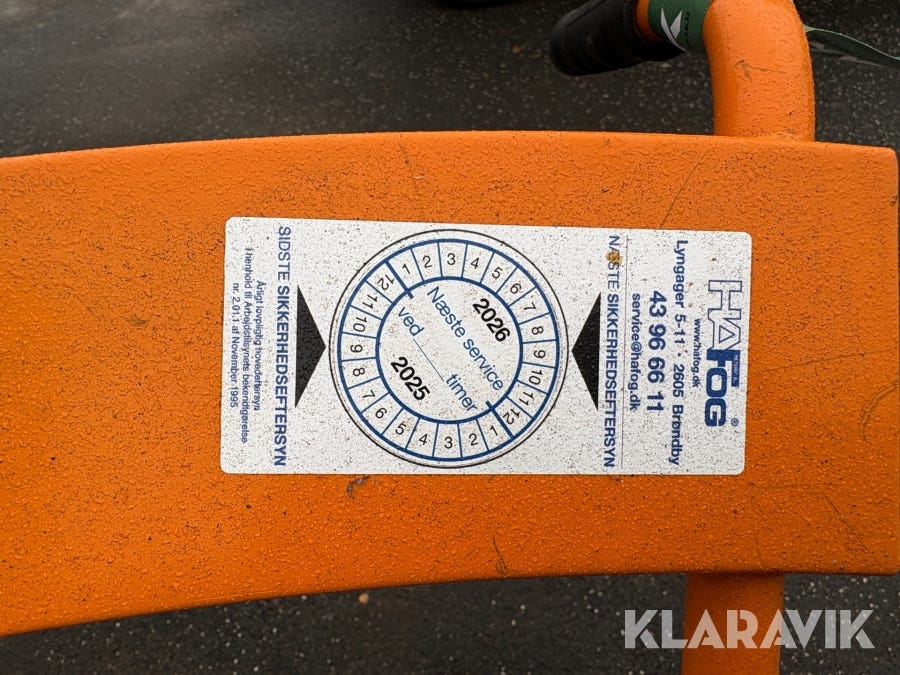 HAFOG®
www.hafog.dk
Lyngager 5-11 · 2605 Brøndby
43 96 66 11
service@hafog.dk
NÆSTE SIKKERHEDSEFTERSYN
1 2 3 4 5 6 7 8 9 10 11 12
2026
Næste service
ved ______ timer
2025
1 2 3 4 5 6 7 8 9 10 11 12
SIDSTE SIKKERHEDSEFTERSYN
Årligt lovpligtig hovedeftersyn
i henhold til Arbejdstilsynets bekendtgørelse
nr. 2.01.1 af November 1995
KLARAVIK